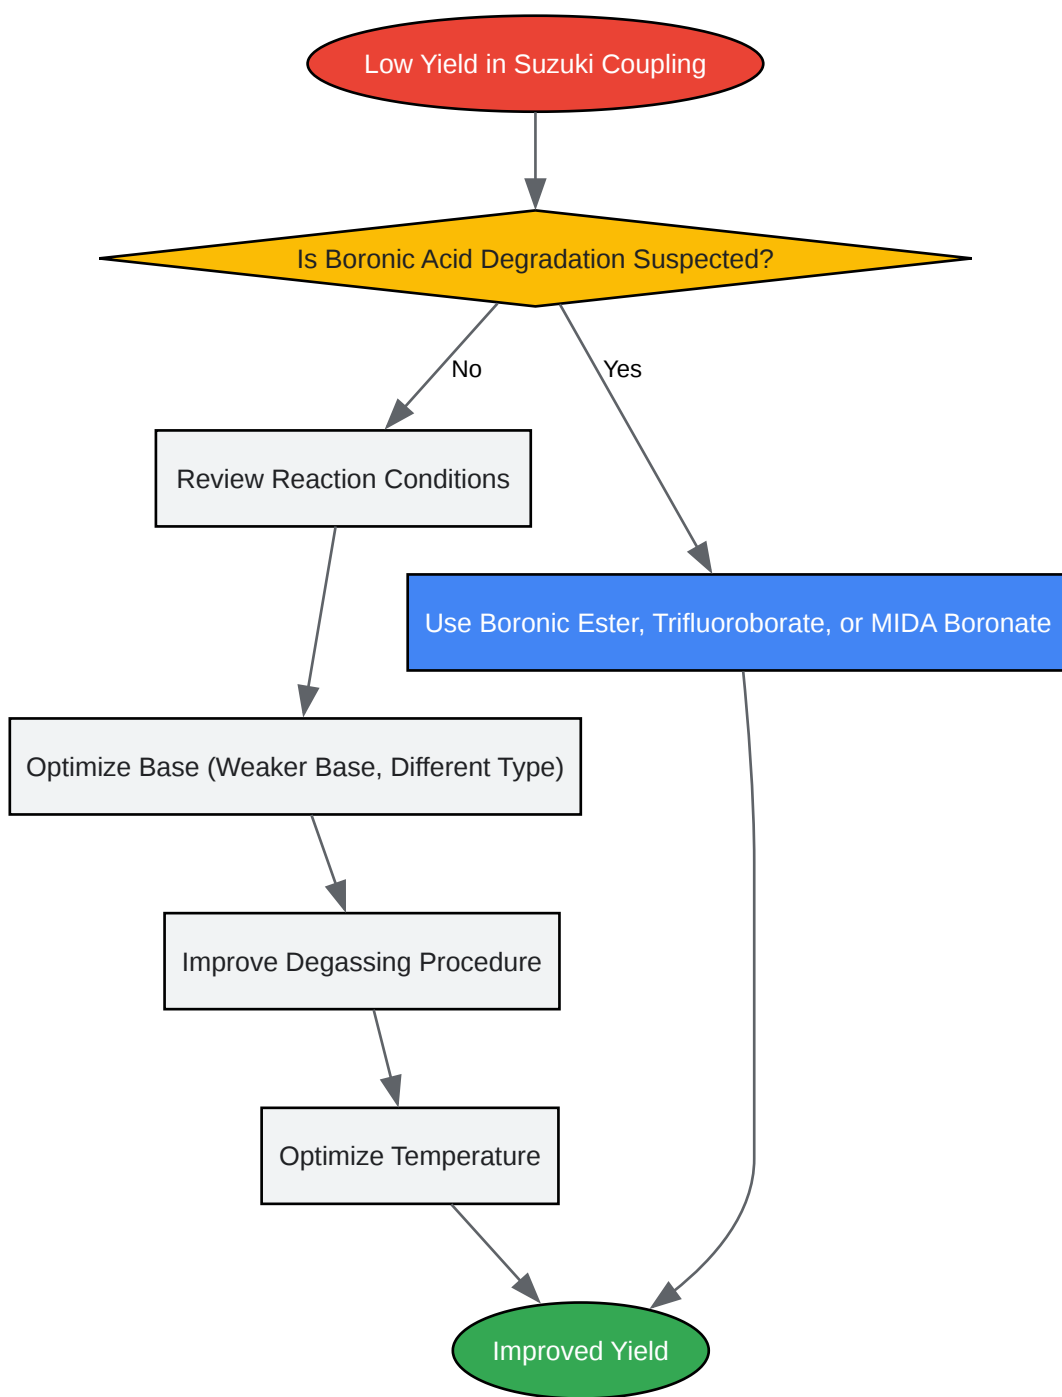 Low Yield in Suzuki Coupling
Is Boronic Acid Degradation Suspected?
No
Yes
Review Reaction Conditions
Use Boronic Ester, Trifluoroborate, or MIDA Boronate
Optimize Base (Weaker Base, Different Type)
Improve Degassing Procedure
Optimize Temperature
Improved Yield